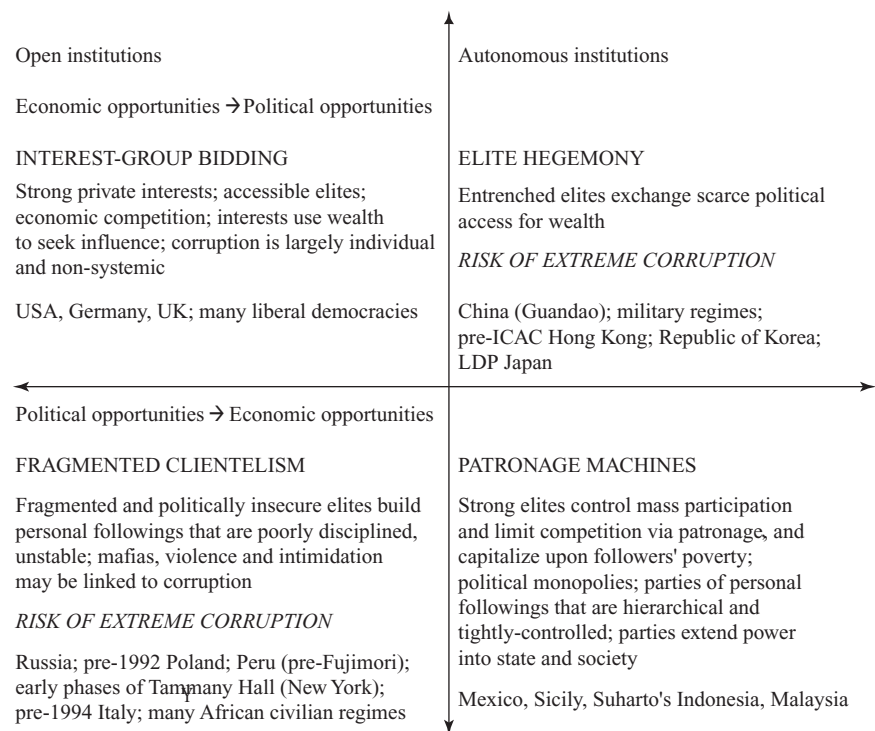 Open institutions
Economic opportunities → Political opportunities
INTEREST-GROUP BIDDING
Strong private interests; accessible elites;
economic competition; interests use wealth
to seek influence; corruption is largely individual
and non-systemic
USA, Germany, UK; many liberal democracies
Autonomous institutions
ELITE HEGEMONY
Entrenched elites exchange scarce political
access for wealth
RISK OF EXTREME CORRUPTION
China (Guandao); military regimes;
pre-ICAC Hong Kong; Republic of Korea;
LDP Japan
Political opportunities → Economic opportunities
FRAGMENTED CLIENTELISM
Fragmented and politically insecure elites build
personal followings that are poorly disciplined,
unstable; mafias, violence and intimidation
may be linked to corruption
RISK OF EXTREME CORRUPTION
Russia; pre-1992 Poland; Peru (pre-Fujimori);
early phases of Tammany Hall (New York);
Y
pre-1994 Italy; many African civilian regimes
PATRONAGE MACHINES
Strong elites control mass participation
and limit competition via patronage, and
capitalize upon followers' poverty;
political monopolies; parties of personal
followings that are hierarchical and
tightly-controlled; parties extend power
into state and society
Mexico, Sicily, Suharto's Indonesia, Malaysia